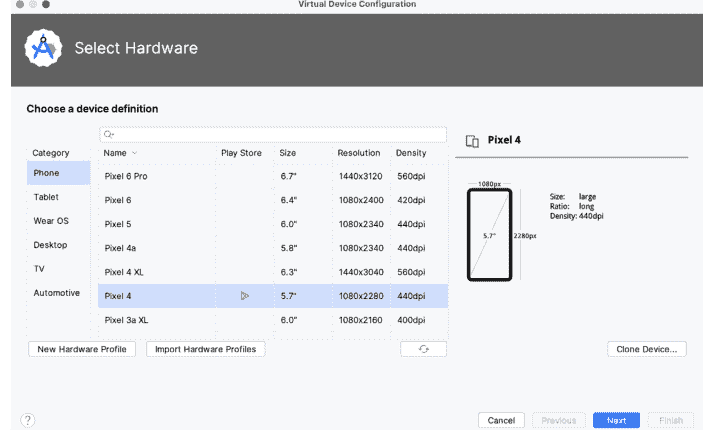 Virtual Device Configuration
Select Hardware
Choose a device definition
Category Name Play Store Size Resolution Density
Phone
Tablet
Wear OS
Desktop
TV
Automotive
Pixel 6 Pro 6.7" 1440x3120 560dpi
Pixel 6 6.4" 1080x2400 420dpi
Pixel 5 6.0" 1080x2340 440dpi
Pixel 4a 5.8" 1080x2340 440dpi
Pixel 4 XL 6.3" 1440x3040 560dpi
Pixel 4 5.7" 1080x2280 440dpi
Pixel 3a XL 6.0" 1080x2160 400dpi
Pixel 4
1080px
5.7"
2280px
Size: large
Ratio: long
Density: 440dpi
New Hardware Profile Import Hardware Profiles Clone Device...
? Cancel Previous Next Finish